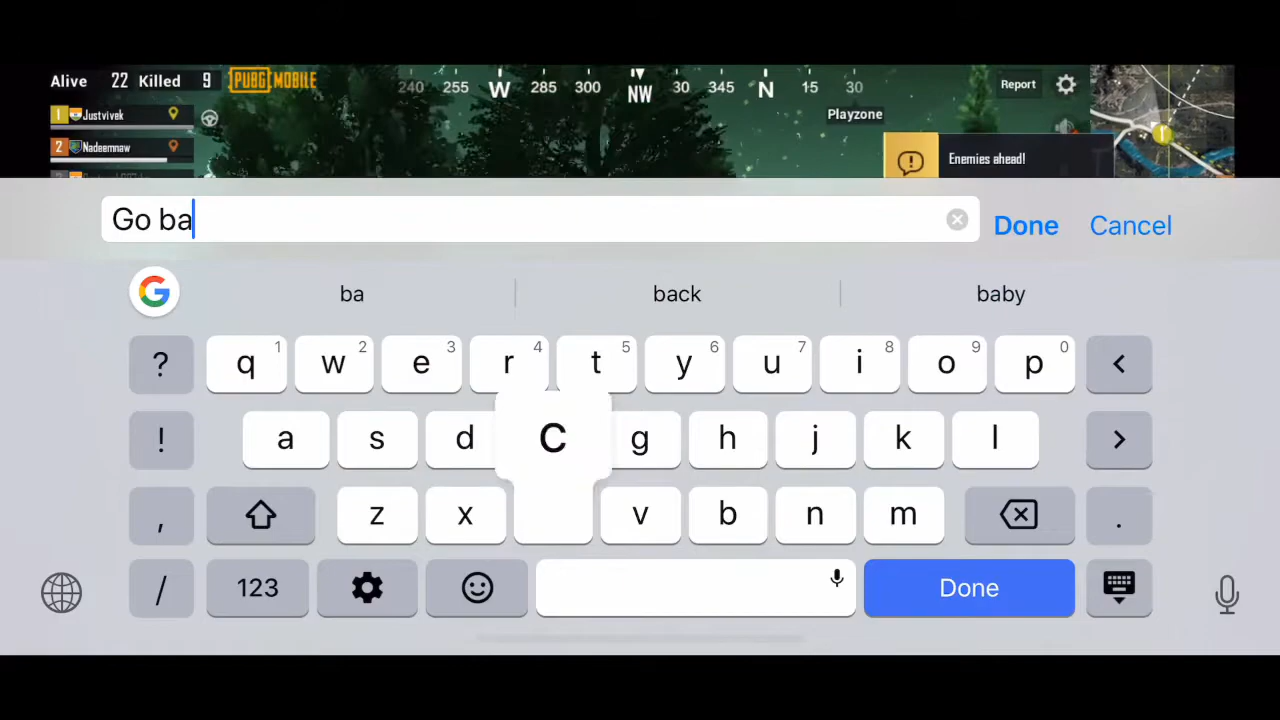 Alive 22 Killed 9 PUBG MOBILE
240 255 W 285 300 NW 30 345 N 15 30
Report
1 Justvivek
Playzone
2 Nadeemnaw
Enemies ahead!
Go ba
Done Cancel
ba back baby
? q 1 w 2 e 3 r 4 t 5 y 6 u 7 i 8 o 9 p 0 <
! a s d C g h j k l >
, z x v b n m .
/ 123 Done